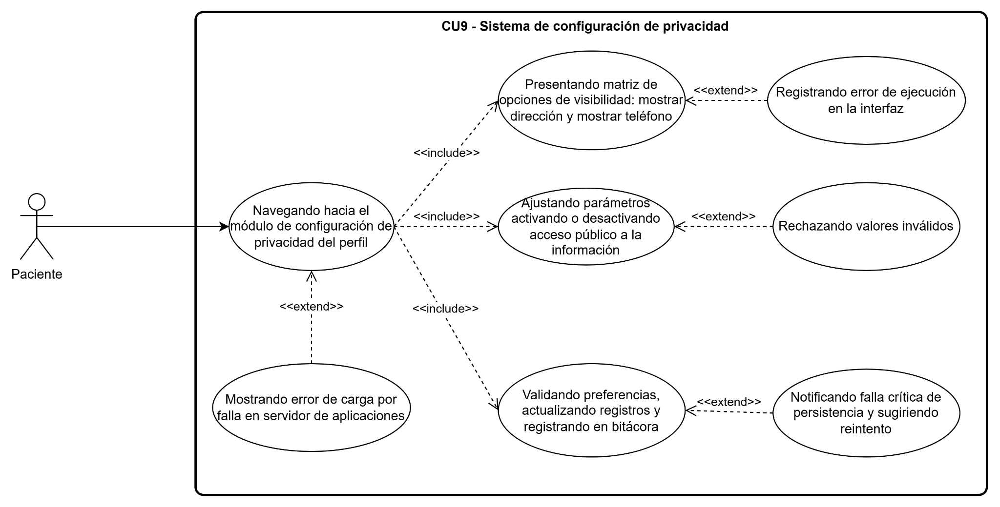 CU9 - Sistema de configuración de privacidad
Presentando matriz de
opciones de visibilidad: mostrar
dirección y mostrar teléfono
<<extend>>
Registrando error de ejecución
en la interfaz
<<include>>
Paciente
Navegando hacia el
módulo de configuración de
privacidad del perfil
<<include>>
Ajustando parámetros
activando o desactivando
acceso público a la
información
<<extend>>
Rechazando valores inválidos
<<extend>>
<<include>>
Mostrando error de carga por
falla en servidor de aplicaciones
Validando preferencias,
actualizando registros y
registrando en bitácora
<<extend>>
Notificando falla crítica de
persistencia y sugiriendo
reintento